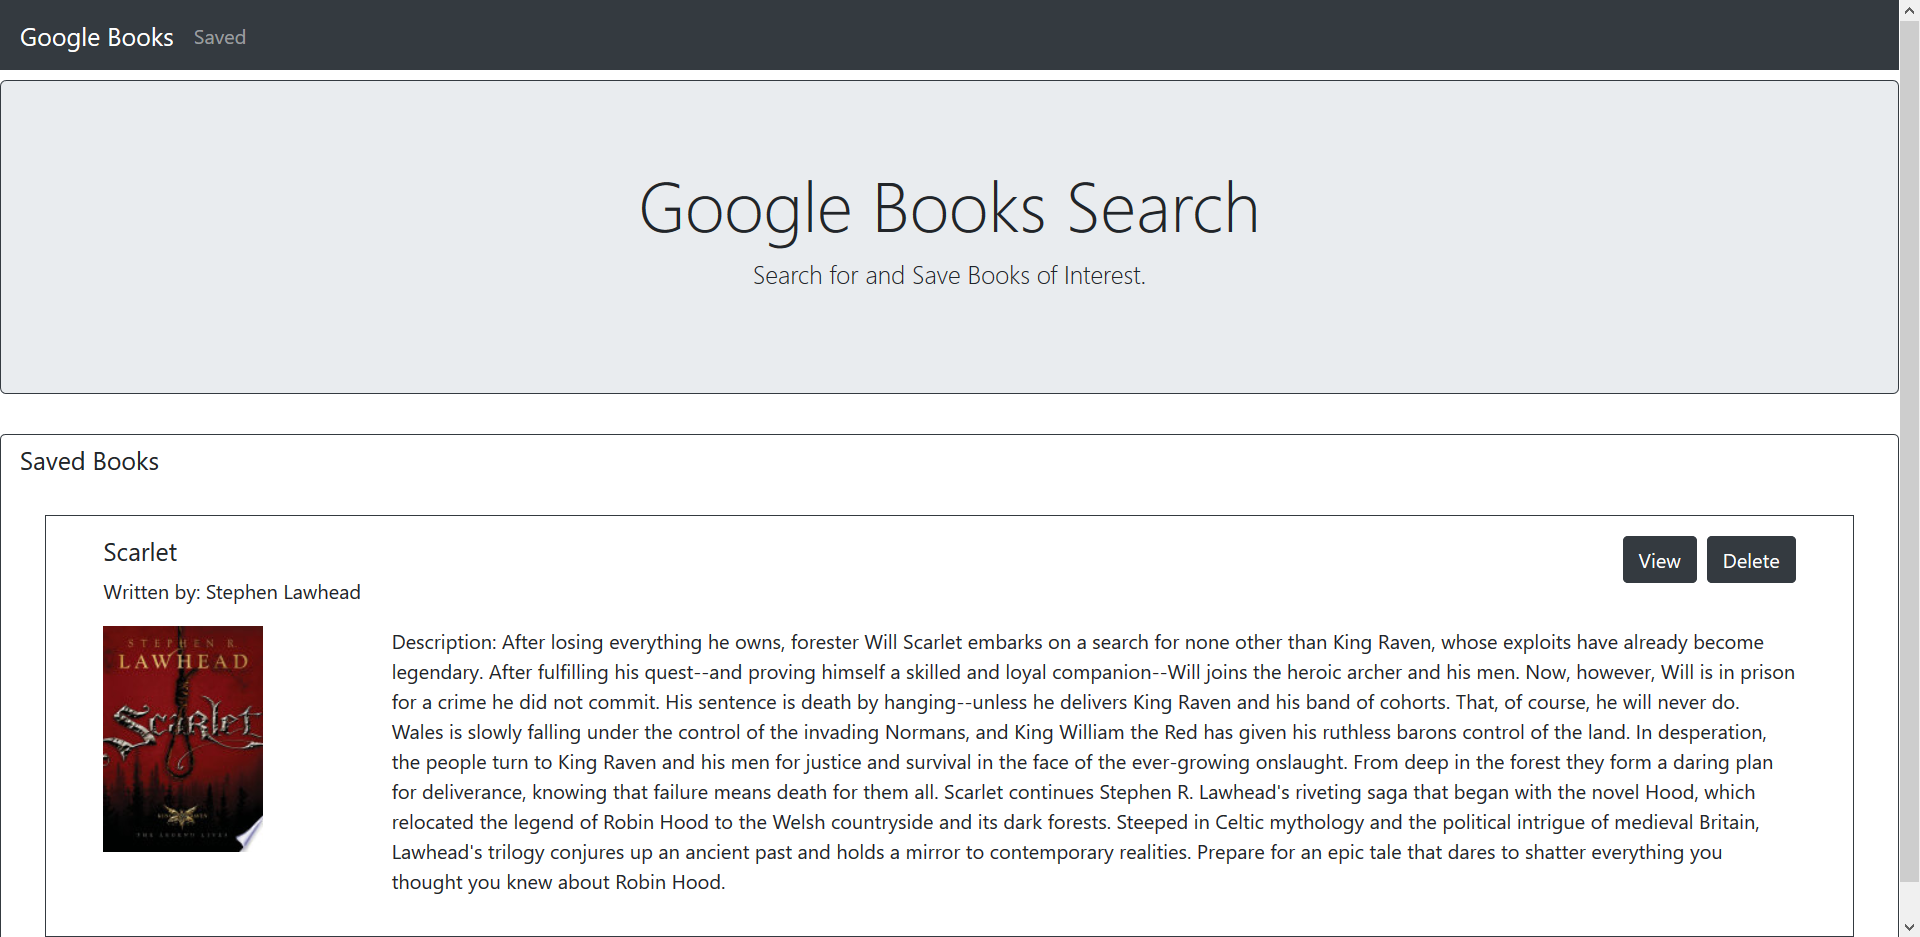 Google Books Saved
Google Books Search
Search for and Save Books of Interest.
Saved Books
Scarlet
View Delete
Written by: Stephen Lawhead
STEPHEN R.
LAWHEAD
Scarlet
THE LEGEND LIVES
Description: After losing everything he owns, forester Will Scarlet embarks on a search for none other than King Raven, whose exploits have already become
legendary. After fulfilling his quest--and proving himself a skilled and loyal companion--Will joins the heroic archer and his men. Now, however, Will is in prison
for a crime he did not commit. His sentence is death by hanging--unless he delivers King Raven and his band of cohorts. That, of course, he will never do.
Wales is slowly falling under the control of the invading Normans, and King William the Red has given his ruthless barons control of the land. In desperation,
the people turn to King Raven and his men for justice and survival in the face of the ever-growing onslaught. From deep in the forest they form a daring plan
for deliverance, knowing that failure means death for them all. Scarlet continues Stephen R. Lawhead's riveting saga that began with the novel Hood, which
relocated the legend of Robin Hood to the Welsh countryside and its dark forests. Steeped in Celtic mythology and the political intrigue of medieval Britain,
Lawhead's trilogy conjures up an ancient past and holds a mirror to contemporary realities. Prepare for an epic tale that dares to shatter everything you
thought you knew about Robin Hood.